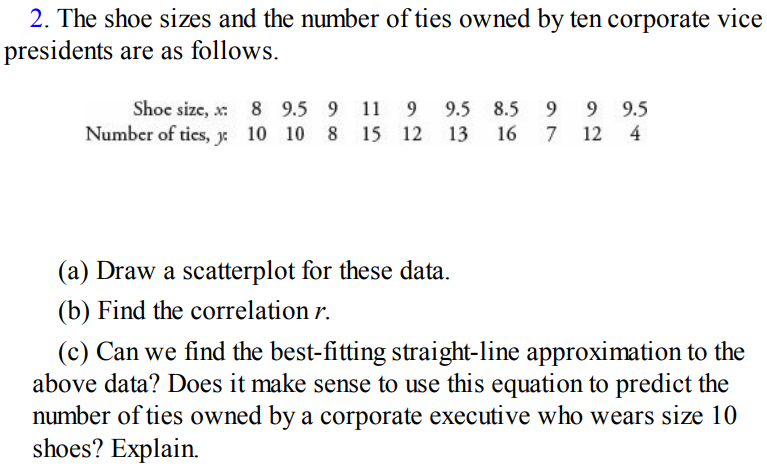 2. The shoe sizes and the number of ties owned by ten corporate vice
presidents are as follows.
Shoe size, x: 8 9.5 9 11 9 9.5 8.5 9 9 9.5
Number of ties, y: 10 10 8 15 12 13 16 7 12 4
(a) Draw a scatterplot for these data.
(b) Find the correlation r.
(c) Can we find the best-fitting straight-line approximation to the
above data? Does it make sense to use this equation to predict the
number of ties owned by a corporate executive who wears size 10
shoes? Explain.